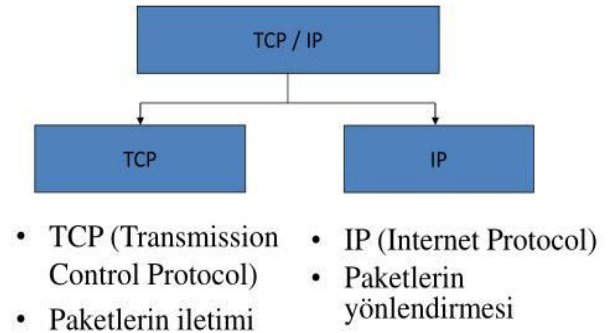 TCP / IP
TCP
IP
• TCP (Transmission
Control Protocol)
• Paketlerin iletimi
• IP (Internet Protocol)
• Paketlerin
yönlendirmesi